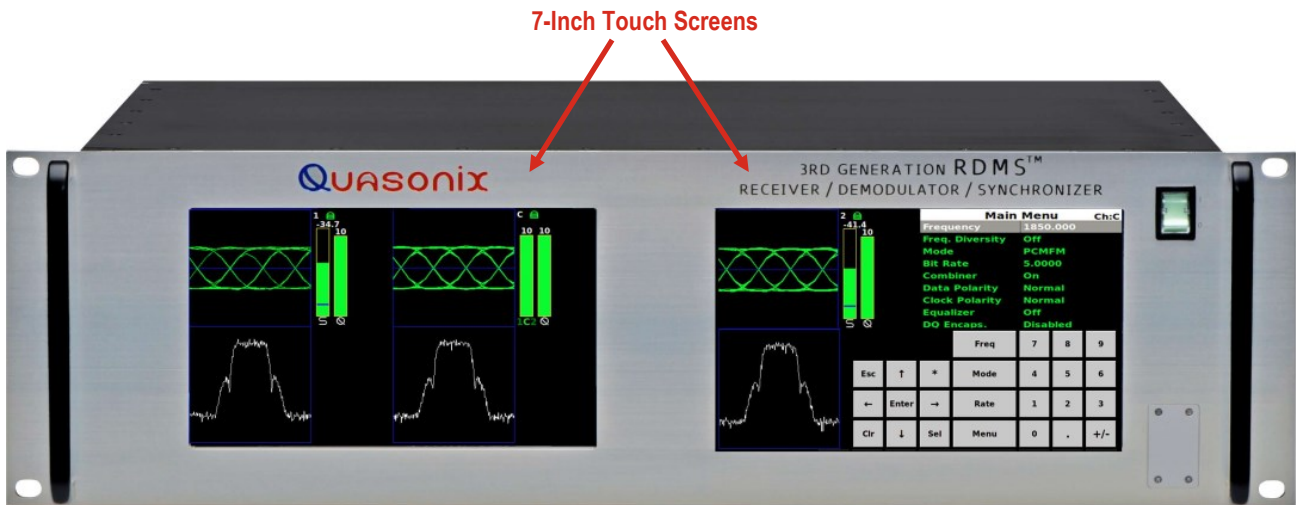 7-Inch Touch Screens
Quasonix
3RD GENERATION RDMS™
RECEIVER / DEMODULATOR / SYNCHRONIZER
1
-34.7
10
S
Q
C
10 10
1C2 Q
2
-41.4
10
S
Q
Main Menu Ch:C
Frequency 1850.000
Freq. Diversity Off
Mode PCMFM
Bit Rate 5.0000
Combiner On
Data Polarity Normal
Clock Polarity Normal
Equalizer Off
DQ Encaps. Disabled
Freq 7 8 9
Esc ↑ * Mode 4 5 6
← Enter → Rate 1 2 3
Clr ↓ Sel Menu 0 . +/-